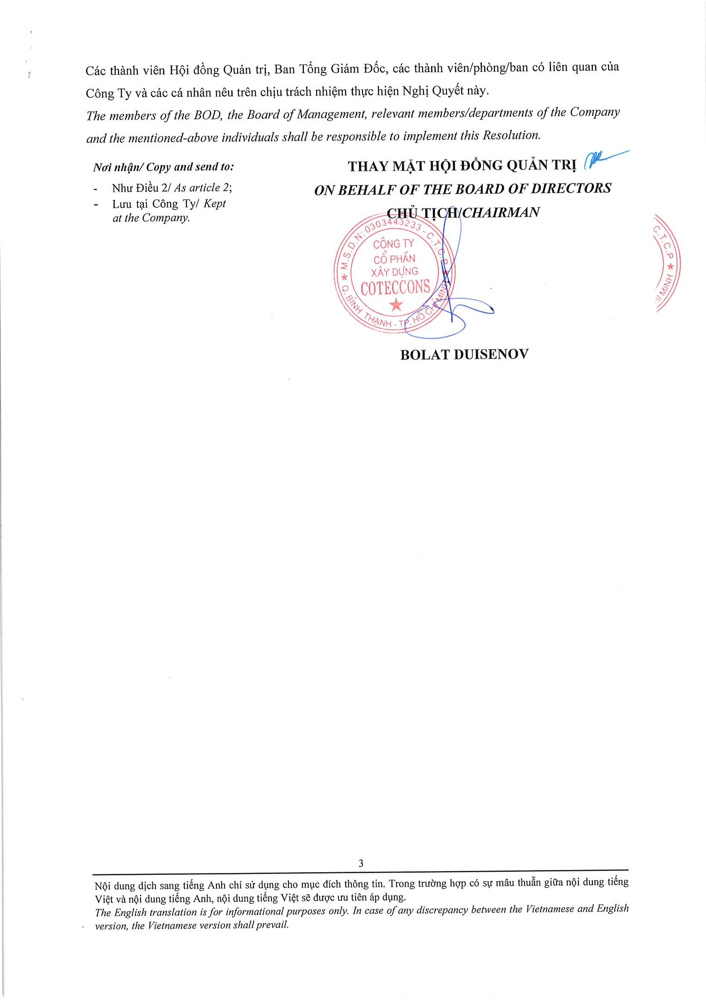 Các thành viên Hội đồng Quản trị, Ban Tổng Giám Đốc, các thành viên/phòng/ban có liên quan của
Công Ty và các cá nhân nêu trên chịu trách nhiệm thực hiện Nghị Quyết này.
The members of the BOD, the Board of Management, relevant members/departments of the Company
and the mentioned-above individuals shall be responsible to implement this Resolution.
Nơi nhận/ Copy and send to:
- Như Điều 2/ As article 2;
- Lưu tại Công Ty/ Kept
at the Company.
THAY MẶT HỘI ĐỒNG QUẢN TRỊ
ON BEHALF OF THE BOARD OF DIRECTORS
CHỦ TỊCH/CHAIRMAN
M.S.D.N: 0303443233 - C.T.C.P
CÔNG TY
CỔ PHẦN
XÂY DỰNG
COTECCONS
Q. BÌNH THẠNH - TP. HỒ CHÍ MINH
C.T.C.P
MINH
BOLAT DUISENOV
3
Nội dung dịch sang tiếng Anh chỉ sử dụng cho mục đích thông tin. Trong trường hợp có sự mâu thuẫn giữa nội dung tiếng
Việt và nội dung tiếng Anh, nội dung tiếng Việt sẽ được ưu tiên áp dụng.
The English translation is for informational purposes only. In case of any discrepancy between the Vietnamese and English
version, the Vietnamese version shall prevail.